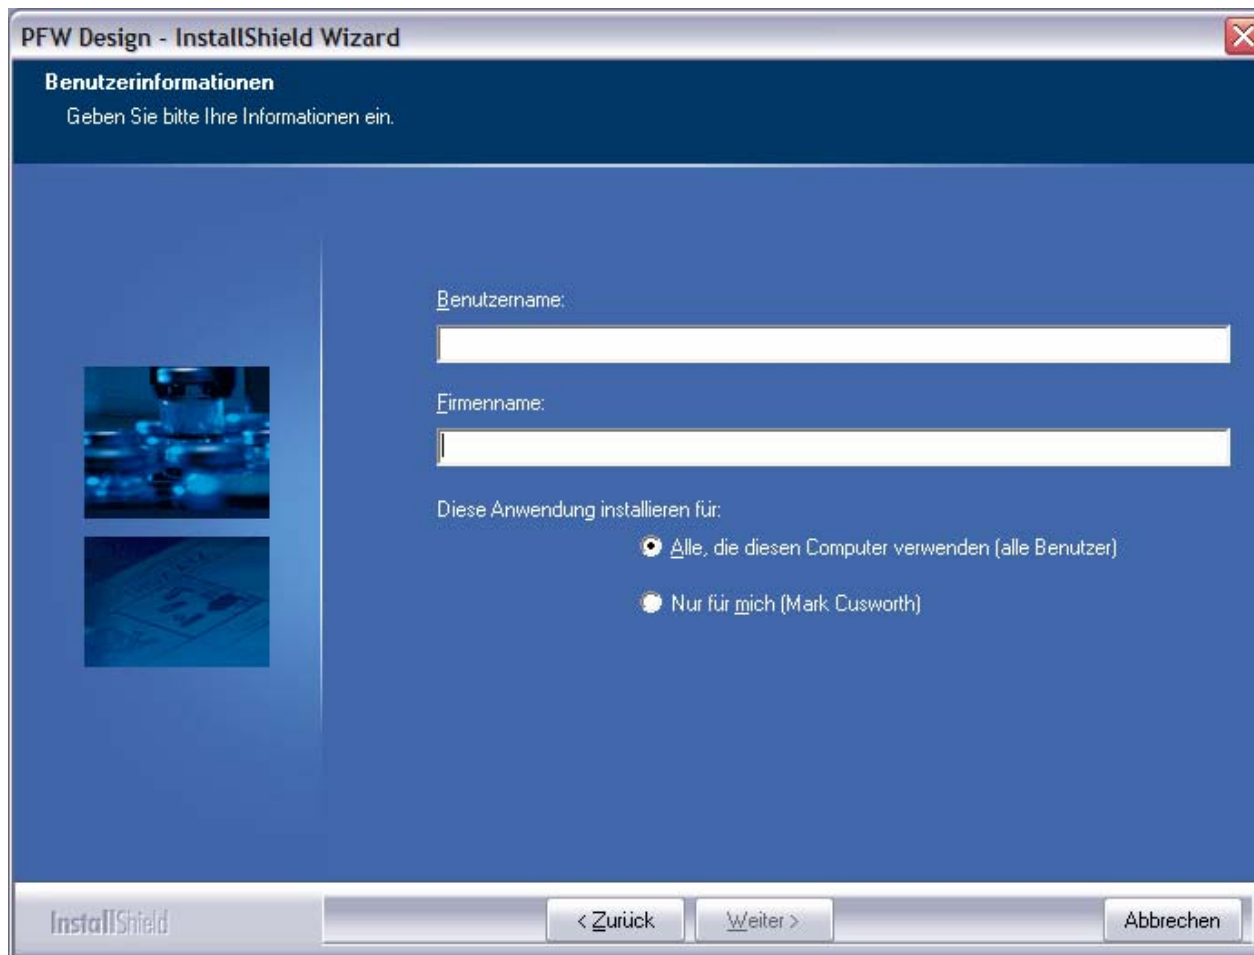 PFW Design - InstallShield Wizard
Benutzerinformationen
Geben Sie bitte Ihre Informationen ein.
Benutzername:
Firmenname:
Diese Anwendung installieren für:
Alle, die diesen Computer verwenden (alle Benutzer)
Nur für mich (Mark Cusworth)
InstallShield
< Zurück
Weiter >
Abbrechen